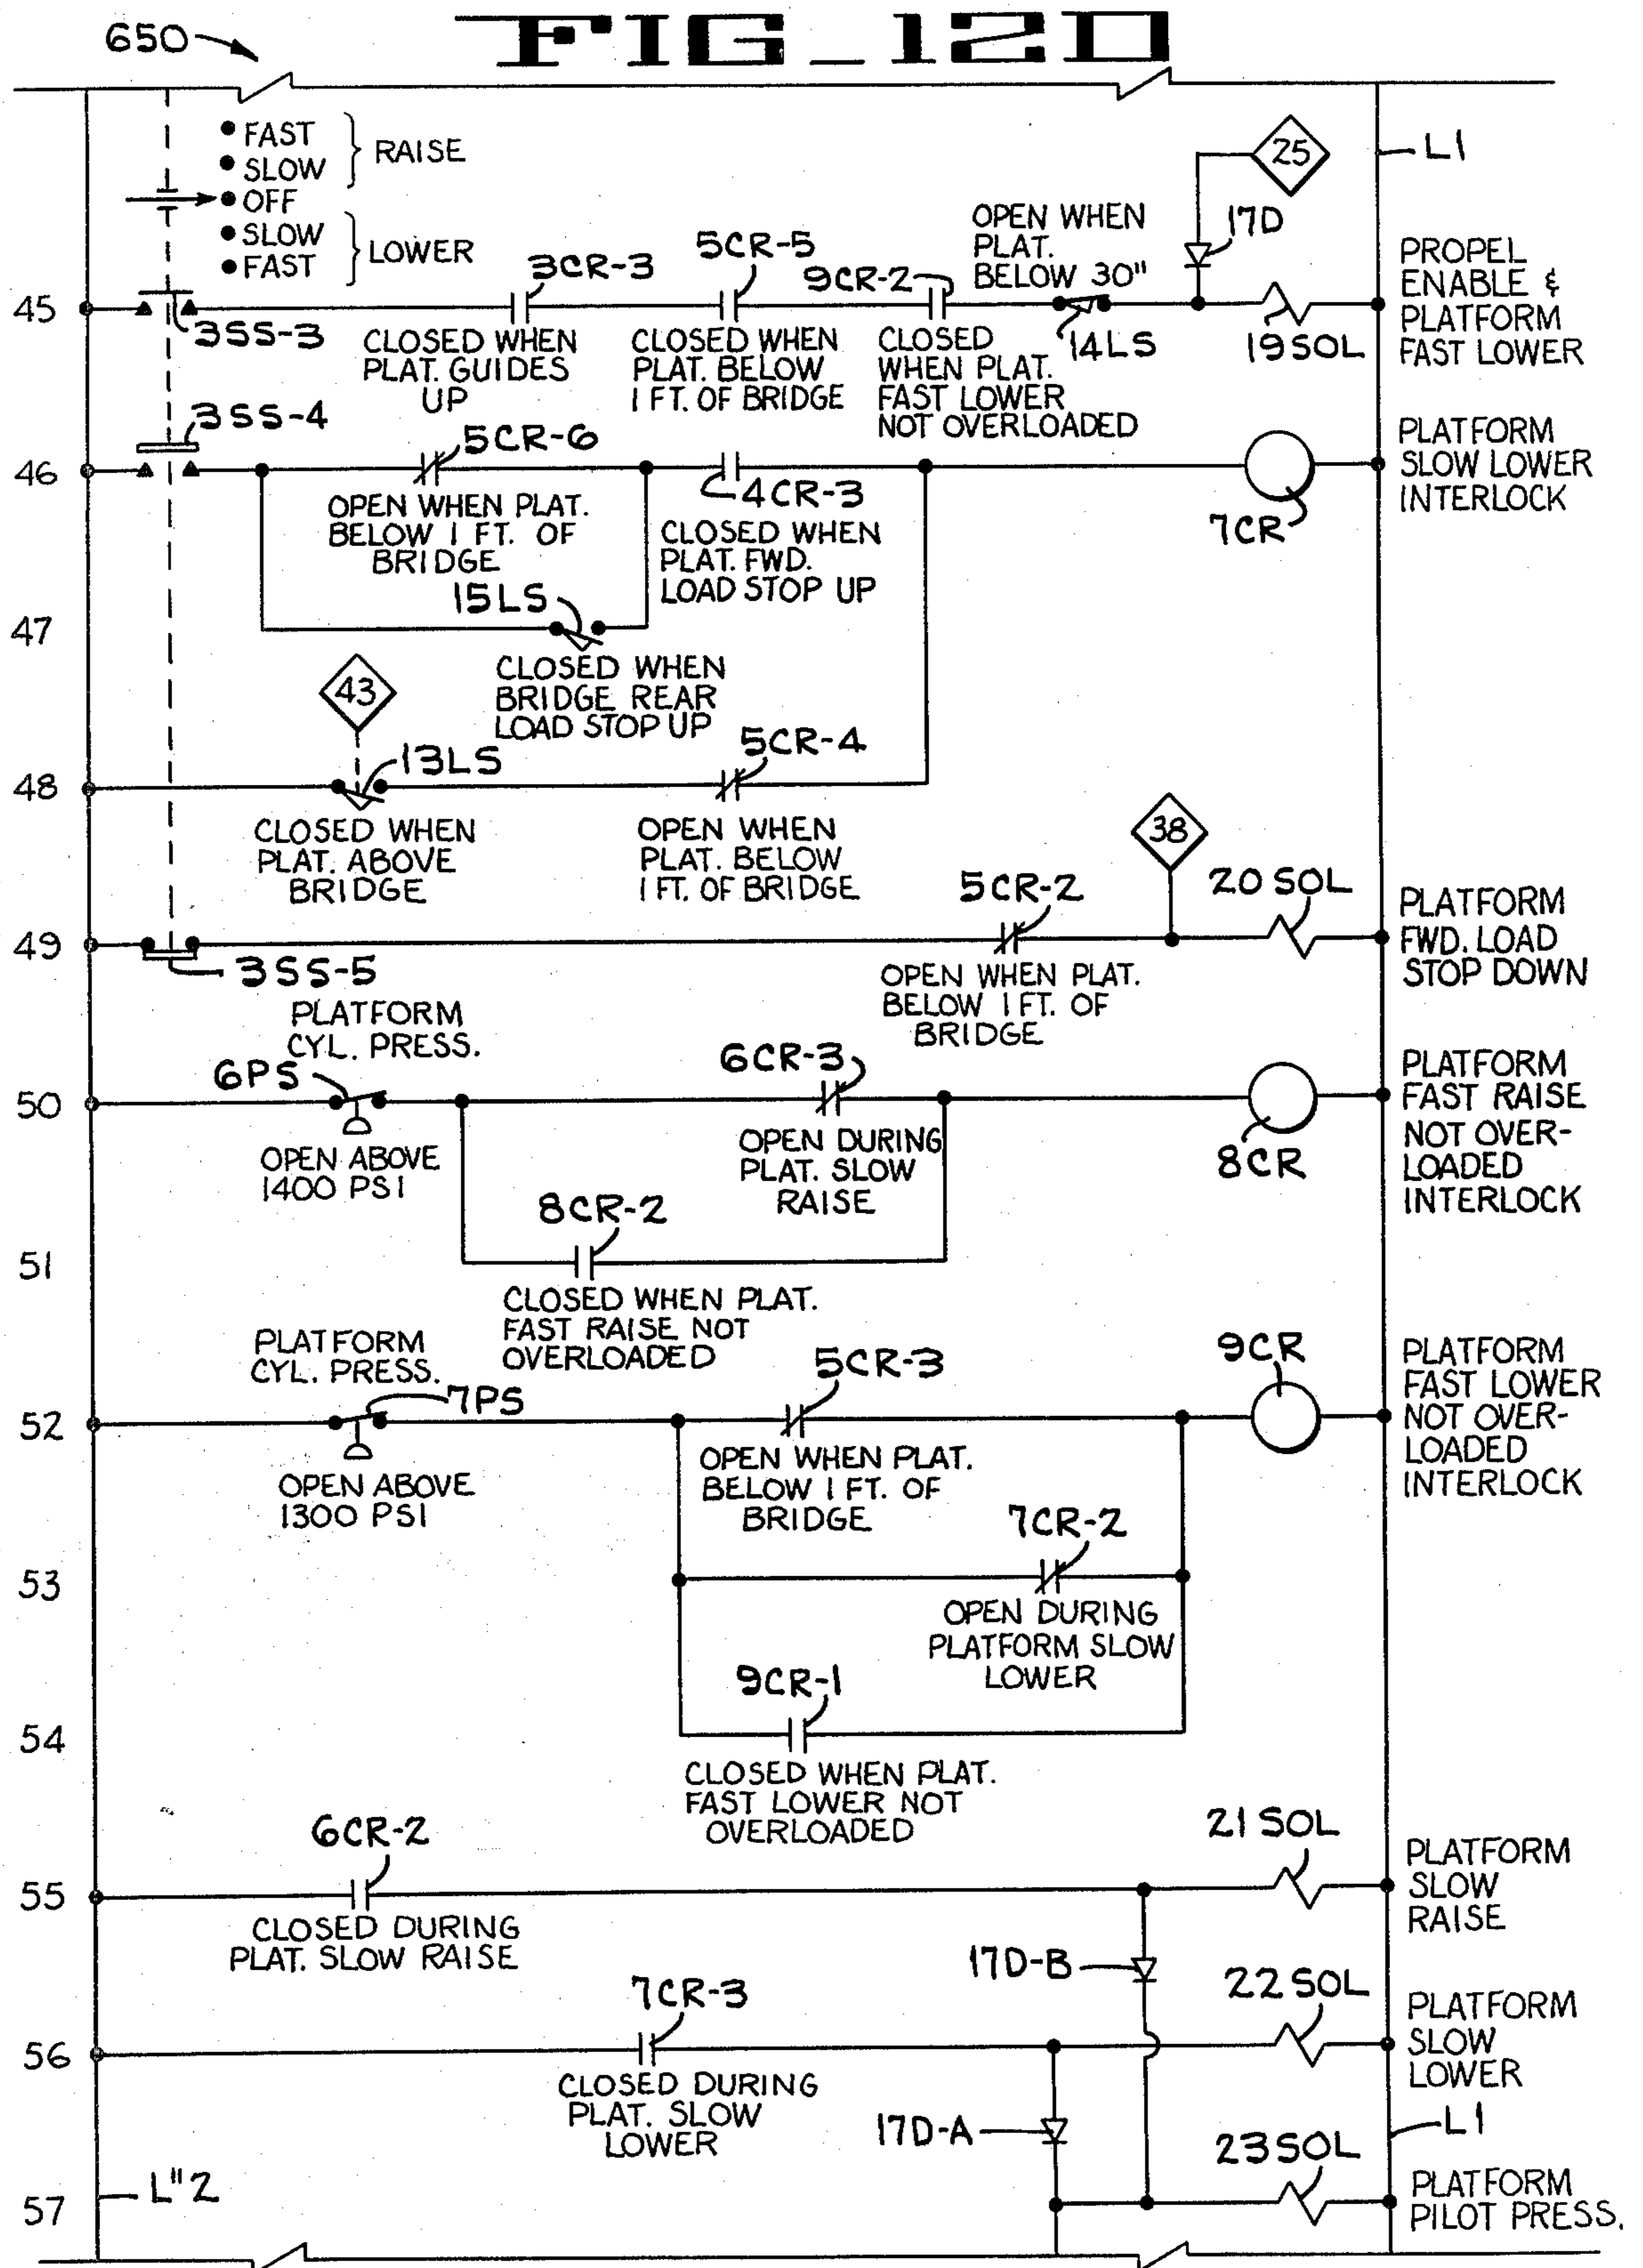 FIG_12D
650
FAST
SLOW
RAISE
OFF
SLOW
FAST
LOWER
25
L1
17D
OPEN WHEN
PLAT.
BELOW 30"
3CR-3
5CR-5
9CR-2
45
3SS-3
14LS
19SOL
PROPEL
ENABLE &
PLATFORM
FAST LOWER
CLOSED WHEN
PLAT. GUIDES
UP
CLOSED WHEN
PLAT. BELOW
1 FT. OF BRIDGE
CLOSED
WHEN PLAT.
FAST LOWER
NOT OVERLOADED
3SS-4
46
5CR-6
4CR-3
7CR
PLATFORM
SLOW LOWER
INTERLOCK
OPEN WHEN PLAT.
BELOW 1 FT. OF
BRIDGE
CLOSED WHEN
PLAT. FWD.
LOAD STOP UP
47
15LS
CLOSED WHEN
BRIDGE REAR
LOAD STOP UP
43
48
13LS
5CR-4
CLOSED WHEN
PLAT. ABOVE
BRIDGE
OPEN WHEN
PLAT. BELOW
1 FT. OF BRIDGE
38
49
3SS-5
5CR-2
20 SOL
PLATFORM
FWD. LOAD
STOP DOWN
OPEN WHEN PLAT.
BELOW 1 FT. OF
BRIDGE
PLATFORM
CYL. PRESS.
50
6PS
6CR-3
8CR
PLATFORM
FAST RAISE
NOT OVER-
LOADED
INTERLOCK
OPEN ABOVE
1400 PSI
OPEN DURING
PLAT. SLOW
RAISE
51
8CR-2
CLOSED WHEN PLAT.
FAST RAISE NOT
OVERLOADED
PLATFORM
CYL. PRESS.
52
7PS
5CR-3
9CR
PLATFORM
FAST LOWER
NOT OVER-
LOADED
INTERLOCK
OPEN ABOVE
1300 PSI
OPEN WHEN PLAT.
BELOW 1 FT. OF
BRIDGE
53
7CR-2
OPEN DURING
PLATFORM SLOW
LOWER
54
9CR-1
CLOSED WHEN PLAT.
FAST LOWER NOT
OVERLOADED
55
6CR-2
21 SOL
PLATFORM
SLOW
RAISE
CLOSED DURING
PLAT. SLOW RAISE
17D-B
56
7CR-3
22 SOL
PLATFORM
SLOW
LOWER
CLOSED DURING
PLAT. SLOW
LOWER
17D-A
L1
L"2
57
23 SOL
PLATFORM
PILOT PRESS.